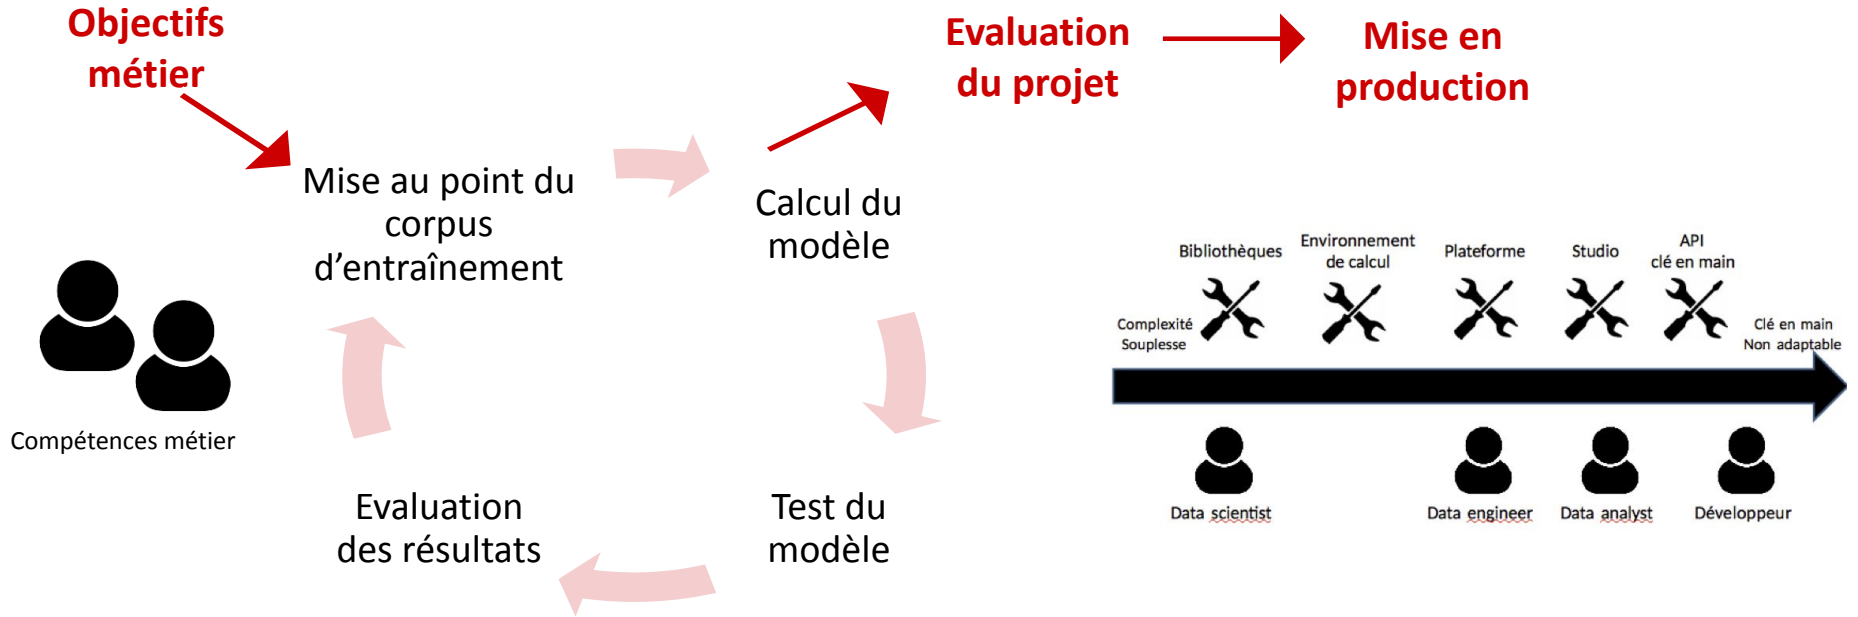 Objectifs
métier
Evaluation
du projet
Mise en
production
Mise au point du
corpus
d’entraînement
Calcul du
modèle
Compétences métier
Evaluation
des résultats
Test du
modèle
Bibliothèques
Environnement
de calcul
Plateforme
Studio
API
clé en main
Complexité
Souplesse
Clé en main
Non adaptable
Data scientist
Data engineer
Data analyst
Développeur